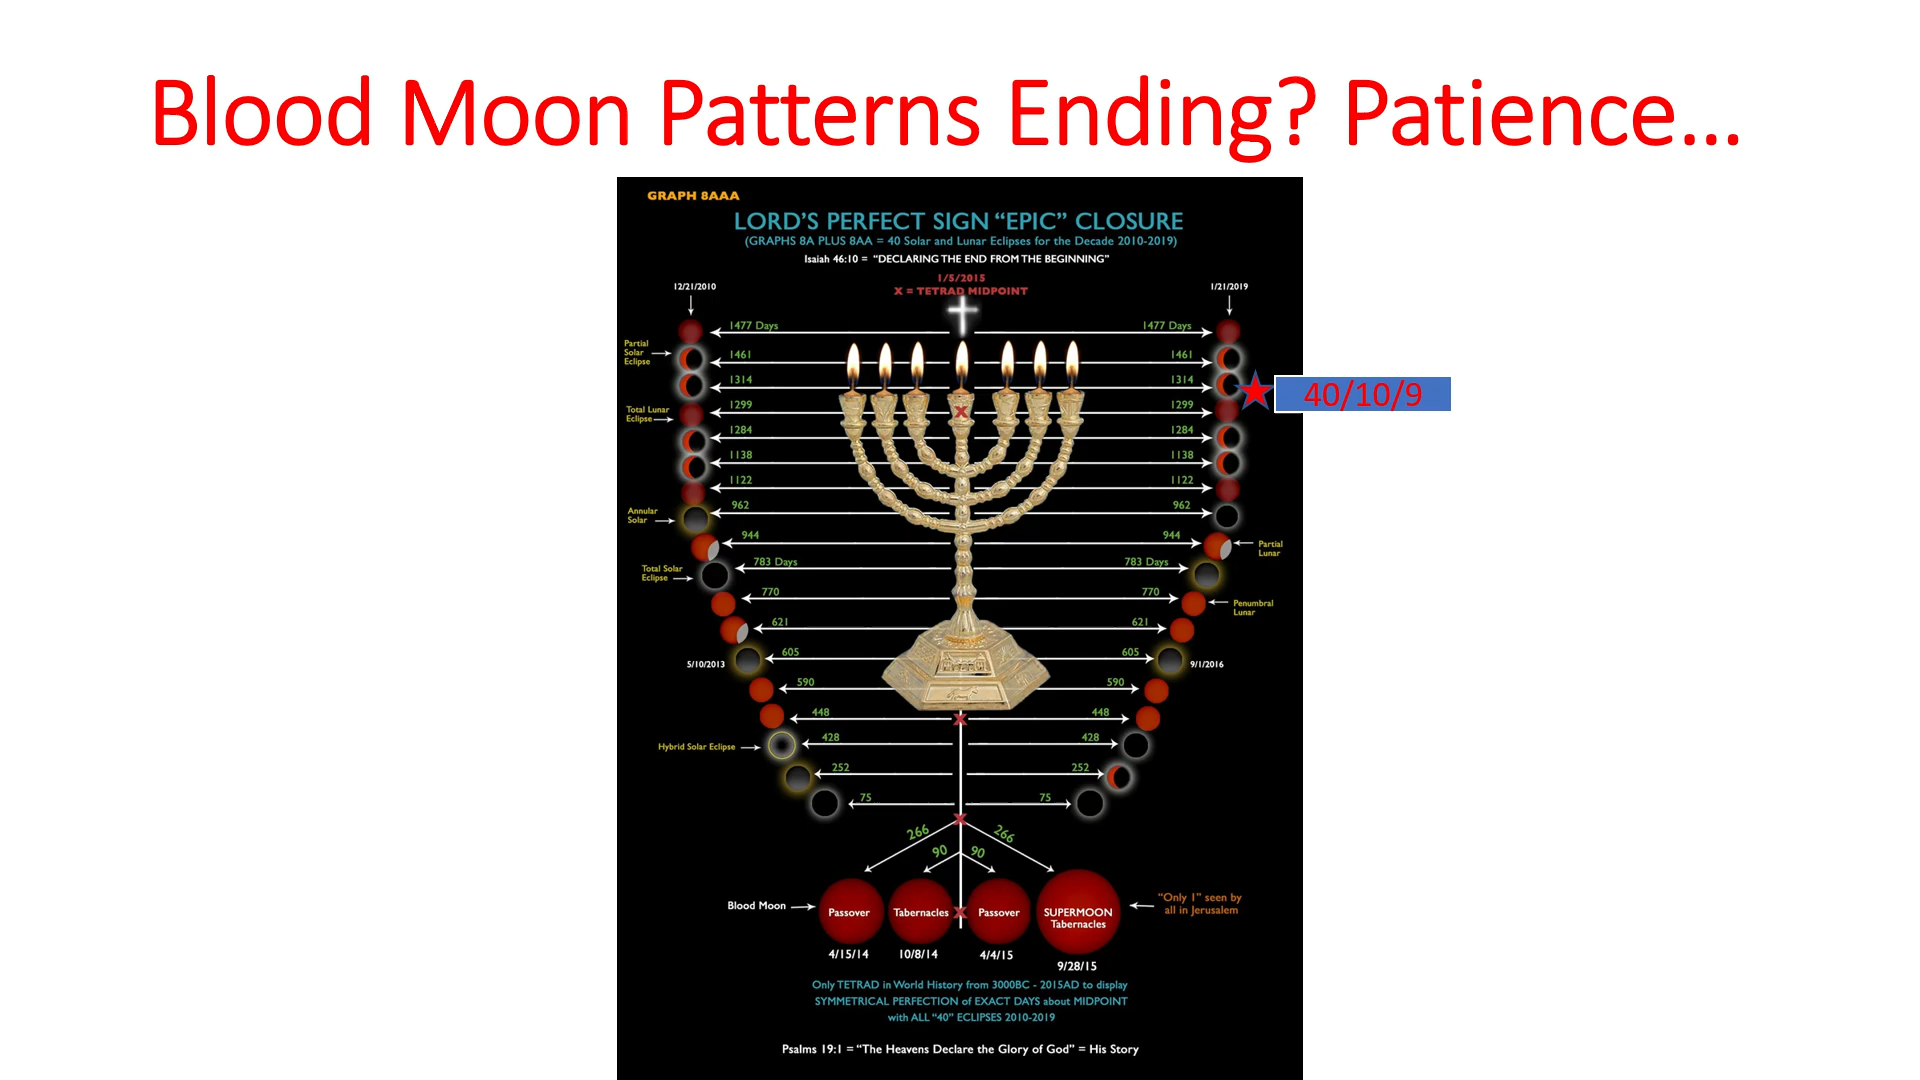 Blood Moon Patterns Ending? Patience...
GRAPH 8AAA
LORD'S PERFECT SIGN "EPIC" CLOSURE
(GRAPHS 8A PLUS 8AA = 40 Solar and Lunar Eclipses for the Decade 2010-2019)
Isaiah 46:10 = "DECLARING THE END FROM THE BEGINNING"
1/5/2015
X = TETRAD MIDPOINT
12/21/2010
1/21/2019
1477 Days
1477 Days
Partial
Solar
Eclipse
1461
1461
1314
1314
40/10/9
Total Lunar
Eclipse
1299
X
1299
1284
1284
1138
1138
1122
1122
Annular
Solar
962
962
944
944
Partial
Lunar
Total Solar
Eclipse
783 Days
783 Days
770
770
Penumbral
Lunar
621
621
605
605
5/10/2013
9/1/2016
590
590
448
X
448
Hybrid Solar Eclipse
428
428
252
252
75
75
X
266
266
90
90
Blood Moon
Passover
Tabernacles
X
Passover
SUPERMOON
Tabernacles
"Only 1" seen by
all in Jerusalem
4/15/14
10/8/14
4/4/15
9/28/15
Only TETRAD in World History from 3000BC - 2015AD to display
SYMMETRICAL PERFECTION of EXACT DAYS about MIDPOINT
with ALL "40" ECLIPSES 2010-2019
Psalms 19:1 = "The Heavens Declare the Glory of God" = His Story